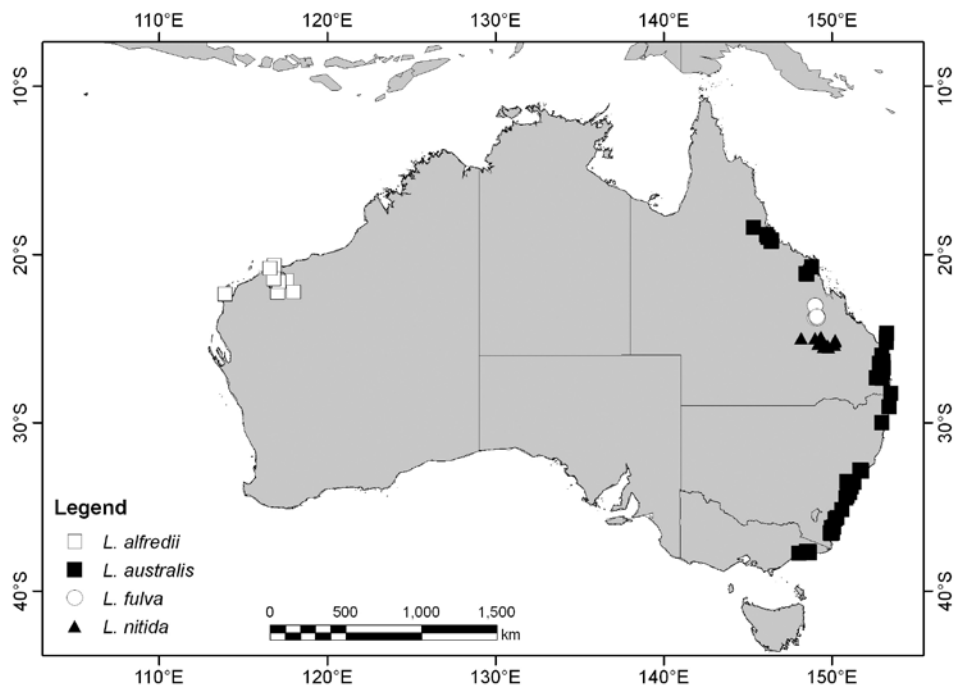 110°E 120°E 130°E 140°E 150°E
10°S 10°S
20°S 20°S
30°S 30°S
40°S 40°S
Legend
L. alfredii
L. australis
L. fulva
L. nitida
0 500 1,000 1,500
km
110°E 120°E 130°E 140°E 150°E